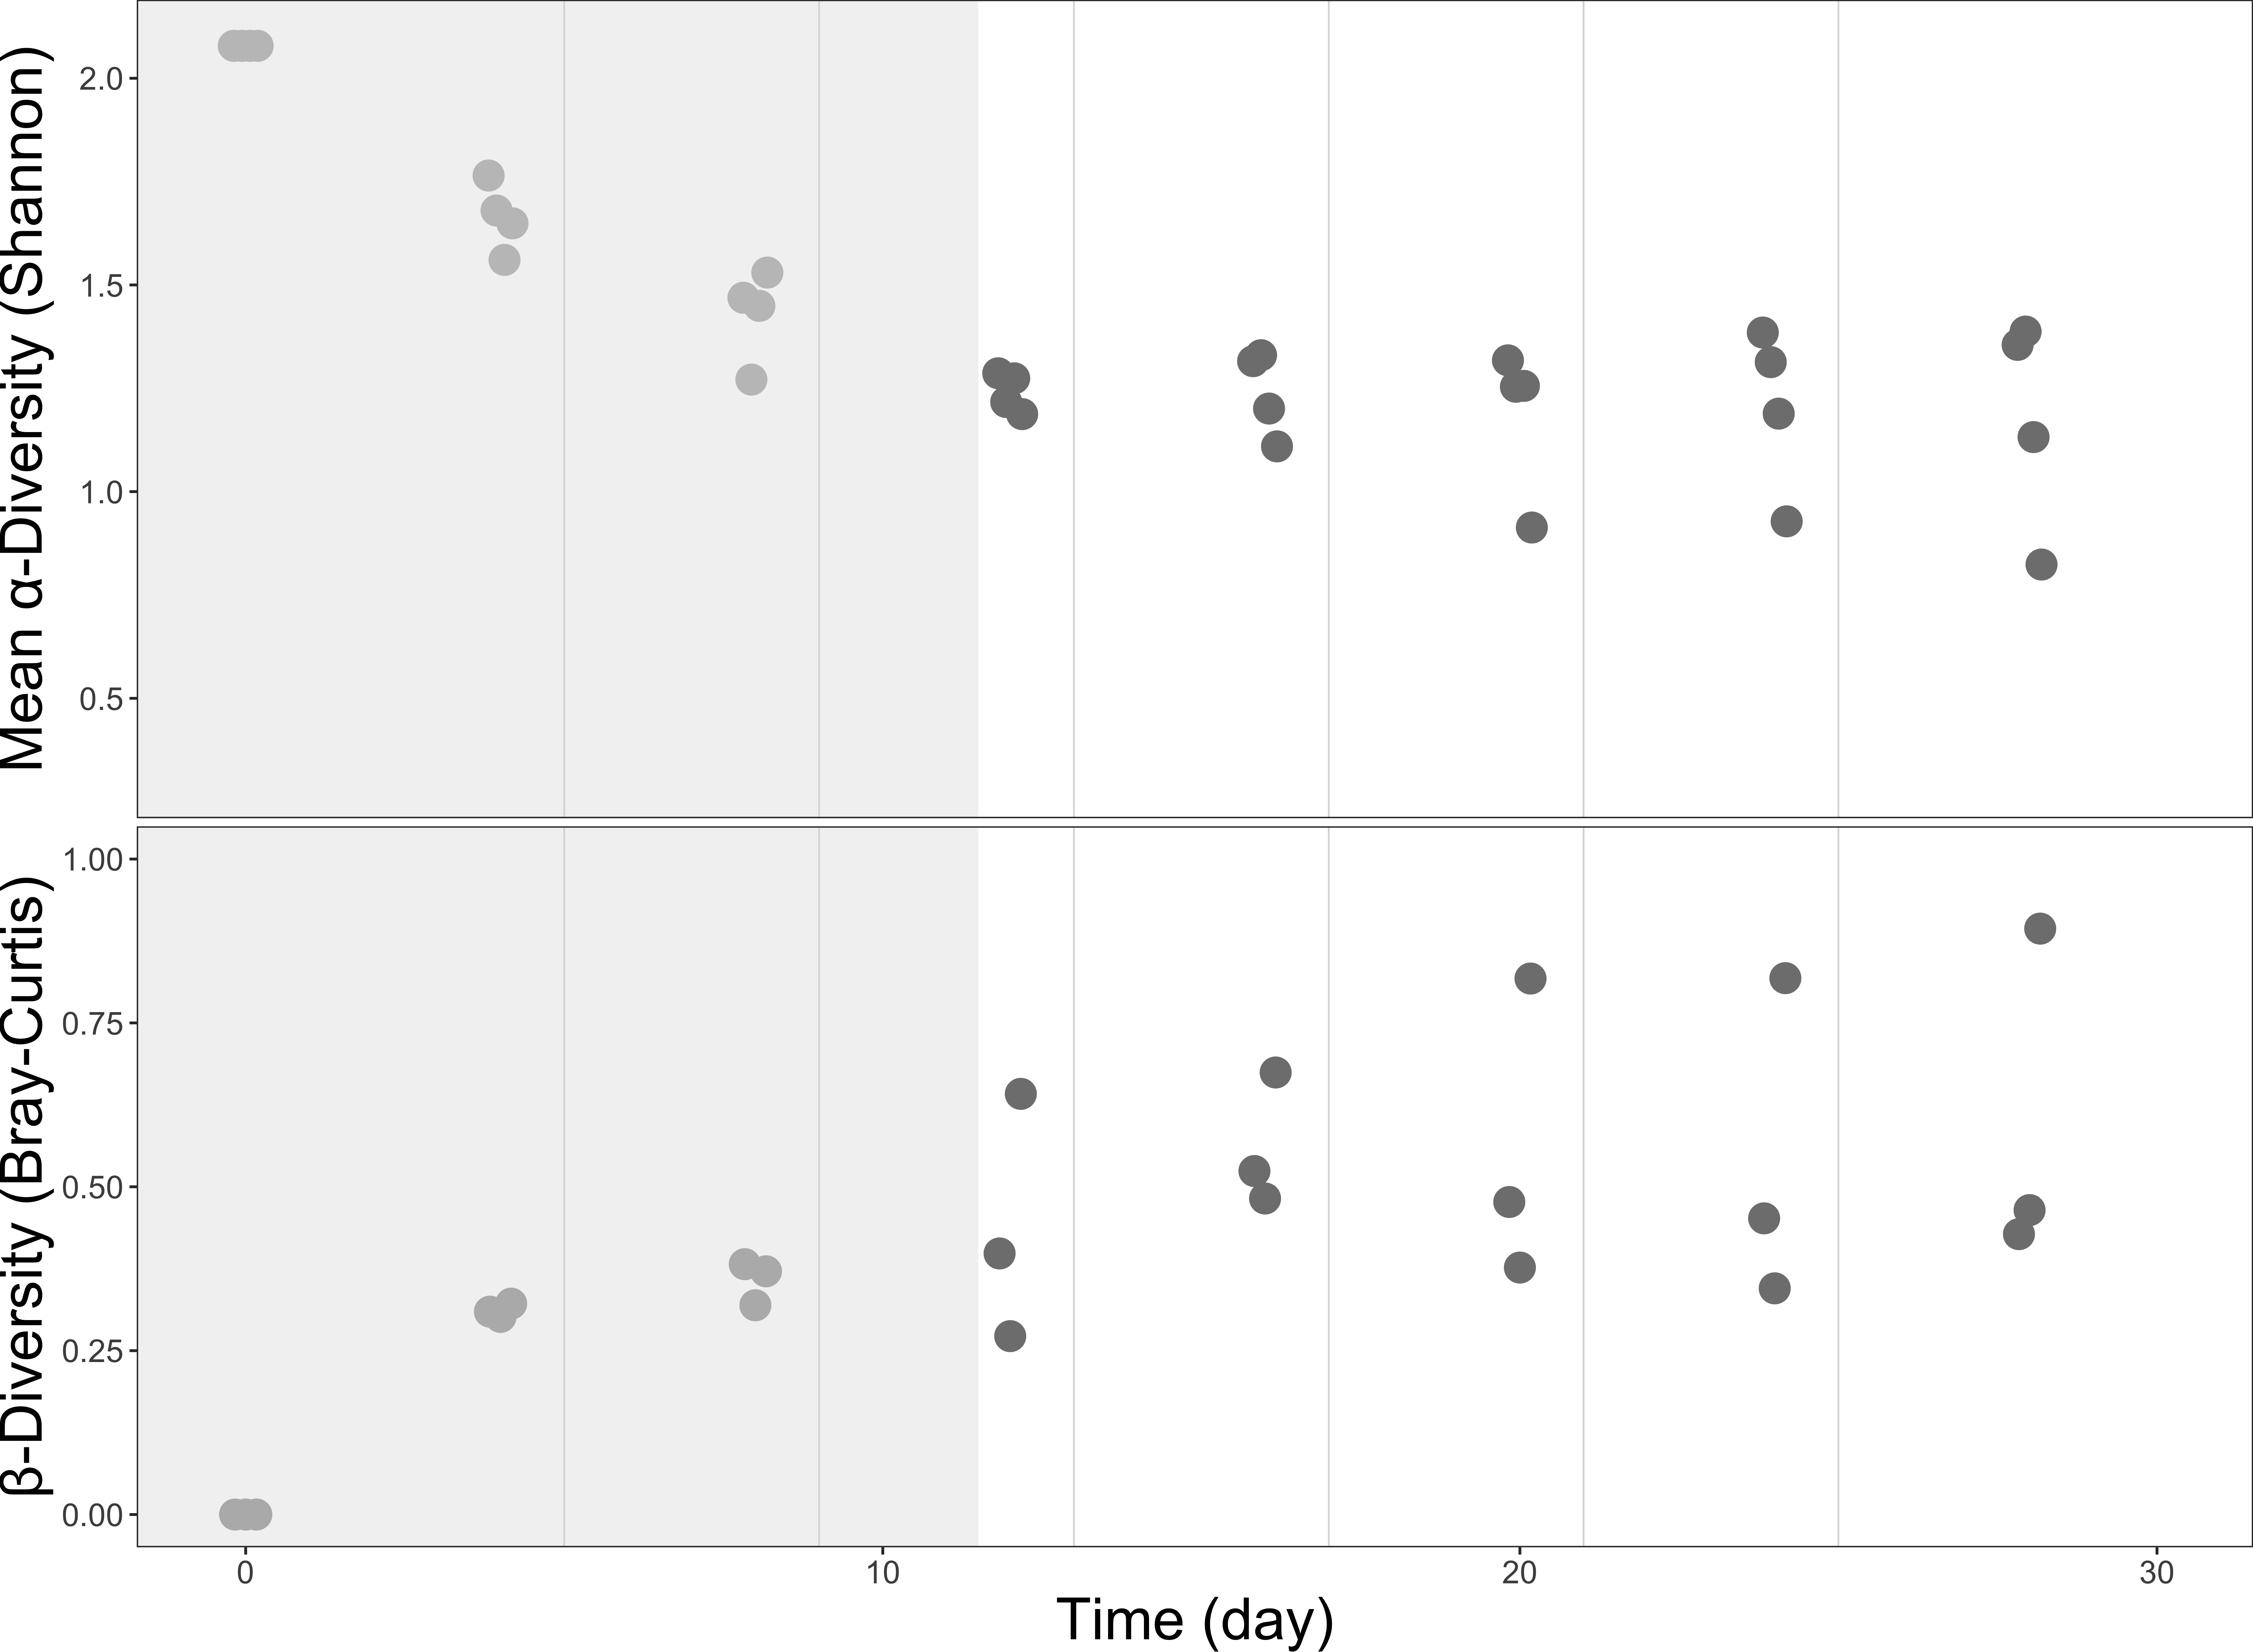 Mean α-Diversity (Shannon)
2.0
1.5
1.0
0.5
β-Diversity (Bray-Curtis)
1.00
0.75
0.50
0.25
0.00
0 10 20 30
Time (day)